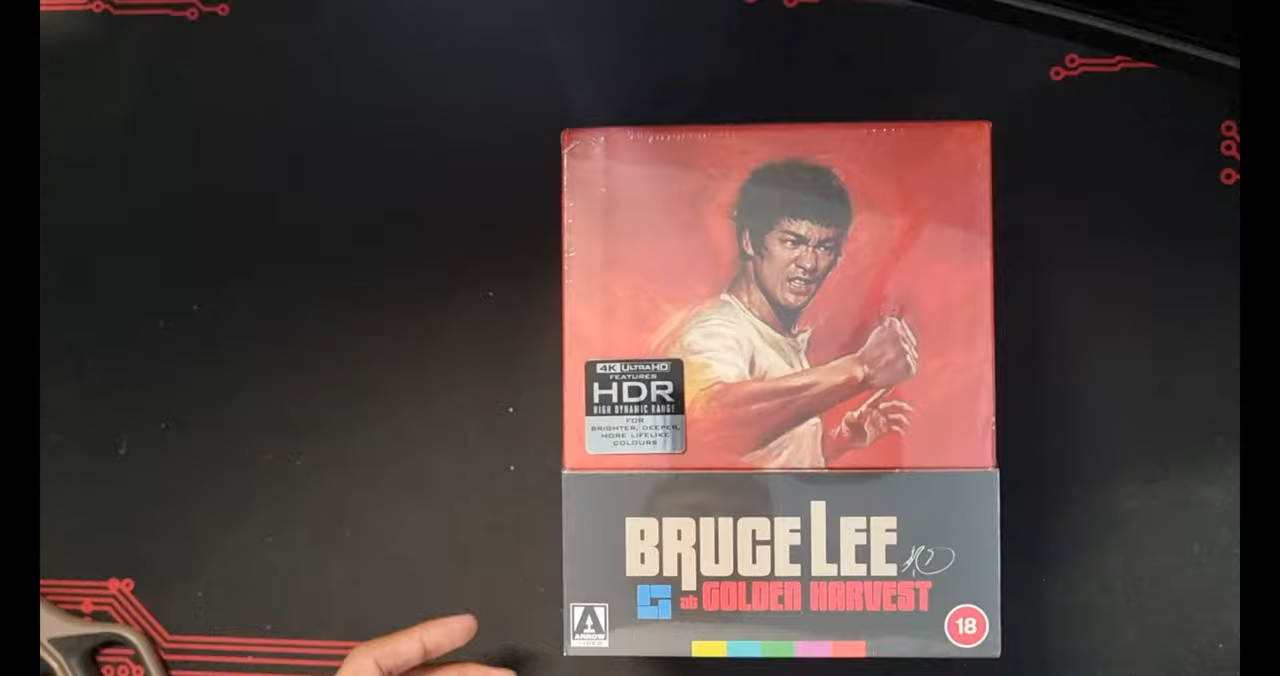 4K ULTRA HD
FEATURES
HDR
HIGH DYNAMIC RANGE
FOR
BRIGHTER, DEEPER,
MORE LIFELIKE
COLOURS
BRUCE LEE
at GOLDEN HARVEST
ARROW
VIDEO
18